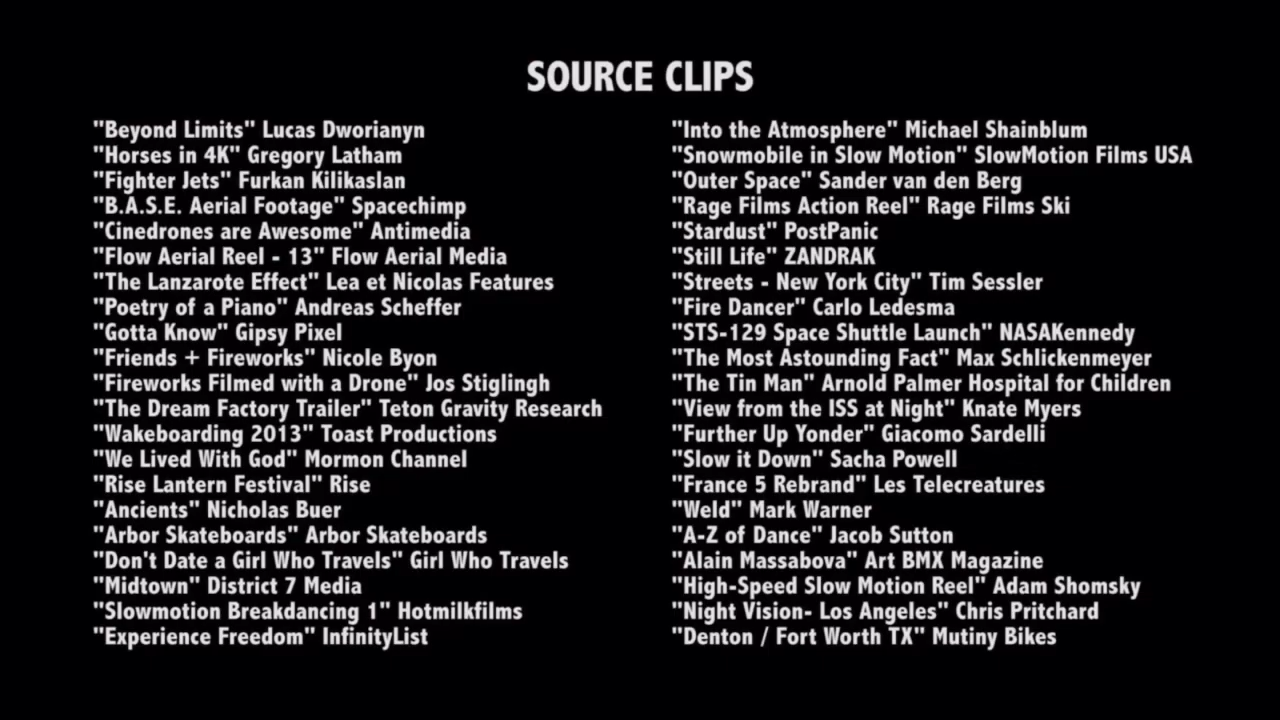 SOURCE CLIPS
"Beyond Limits" Lucas Dworianyn
"Horses in 4K" Gregory Latham
"Fighter Jets" Furkan Kilikaslan
"B.A.S.E. Aerial Footage" Spacechimp
"Cinedrones are Awesome" Antimedia
"Flow Aerial Reel - 13" Flow Aerial Media
"The Lanzarote Effect" Lea et Nicolas Features
"Poetry of a Piano" Andreas Scheffer
"Gotta Know" Gipsy Pixel
"Friends + Fireworks" Nicole Byon
"Fireworks Filmed with a Drone" Jos Stiglingh
"The Dream Factory Trailer" Teton Gravity Research
"Wakeboarding 2013" Toast Productions
"We Lived With God" Mormon Channel
"Rise Lantern Festival" Rise
"Ancients" Nicholas Buer
"Arbor Skateboards" Arbor Skateboards
"Don't Date a Girl Who Travels" Girl Who Travels
"Midtown" District 7 Media
"Slowmotion Breakdancing 1" Hotmilkfilms
"Experience Freedom" InfinityList
"Into the Atmosphere" Michael Shainblum
"Snowmobile in Slow Motion" SlowMotion Films USA
"Outer Space" Sander van den Berg
"Rage Films Action Reel" Rage Films Ski
"Stardust" PostPanic
"Still Life" ZANDRAK
"Streets - New York City" Tim Sessler
"Fire Dancer" Carlo Ledesma
"STS-129 Space Shuttle Launch" NASAKennedy
"The Most Astounding Fact" Max Schlickenmeyer
"The Tin Man" Arnold Palmer Hospital for Children
"View from the ISS at Night" Knate Myers
"Further Up Yonder" Giacomo Sardelli
"Slow it Down" Sacha Powell
"France 5 Rebrand" Les Telecreatures
"Weld" Mark Warner
"A-Z of Dance" Jacob Sutton
"Alain Massabova" Art BMX Magazine
"High-Speed Slow Motion Reel" Adam Shomsky
"Night Vision- Los Angeles" Chris Pritchard
"Denton / Fort Worth TX" Mutiny Bikes